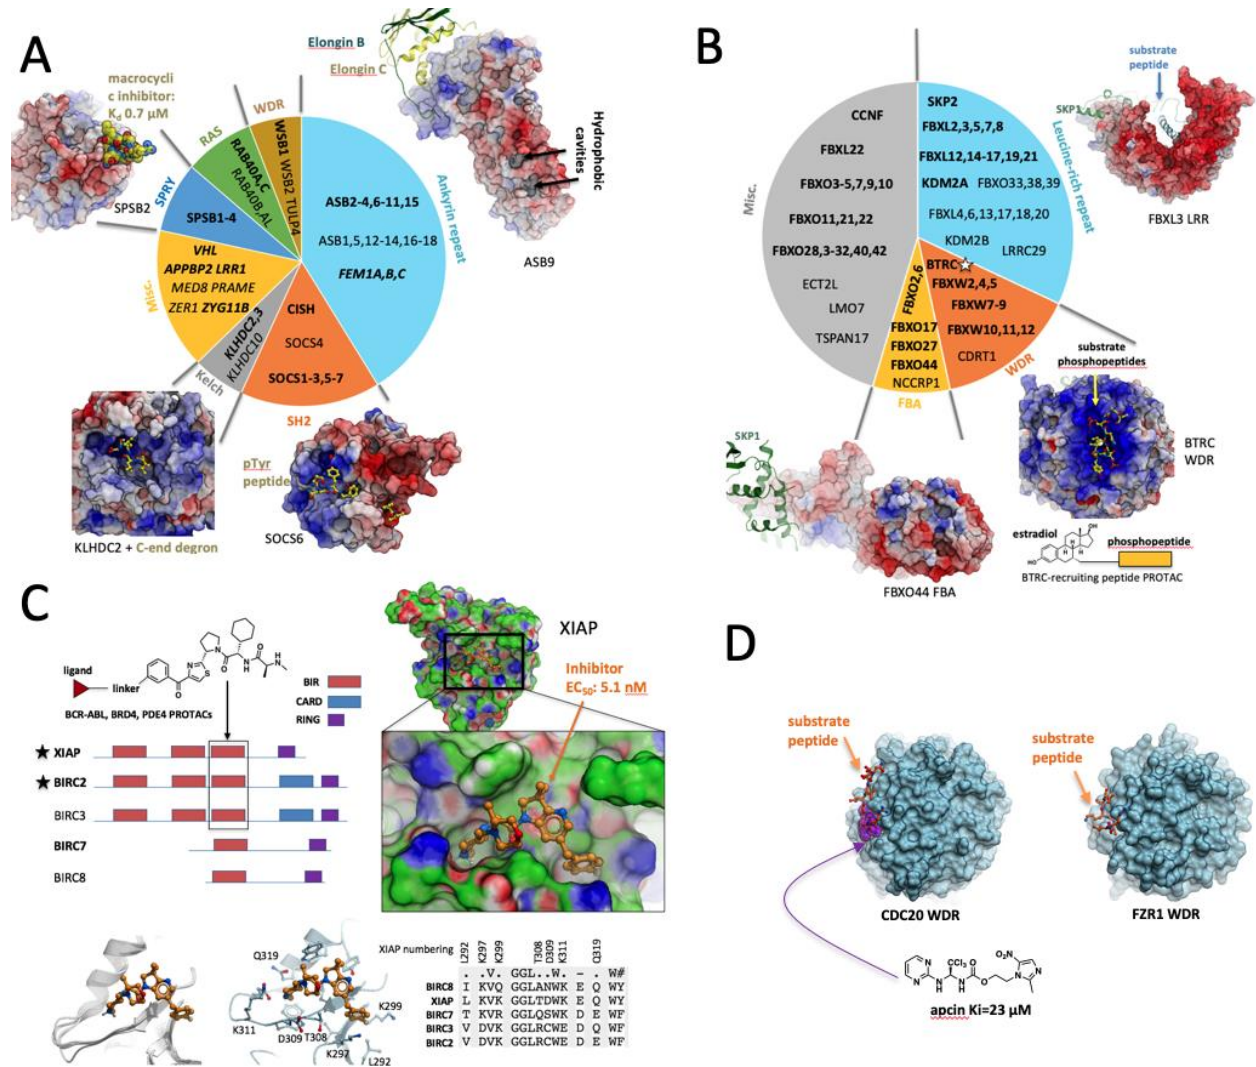 A
Elongin B
Elongin C
macrocycli
c inhibitor:
Kd 0.7 µM
SPSB2
WDR
WSB1 WSB2 TULP4
RAS
RAB40A,C
RAB40B,AL
SPRY
SPSB1-4
Misc.
VHL
APPBP2 LRR1
MED8 PRAME
ZER1 ZYG11B
Kelch
KLHDC2,3
KLHDC10
SH2
CISH
SOCS4
SOCS1-3,5-7
Ankyrin repeat
ASB2-4,6-11,15
ASB1,5,12-14,16-18
FEM1A,B,C
Hydrophobic
cavities
ASB9
KLHDC2 + C-end degron
pTyr
peptide
SOCS6
B
Misc.
CCNF
FBXL22
FBXO3-5,7,9,10
FBXO11,21,22
FBXO28,3-32,40,42
ECT2L
LMO7
TSPAN17
Leucine-rich repeat
SKP2
FBXL2,3,5,7,8
FBXL12,14-17,19,21
KDM2A FBXO33,38,39
FBXL4,6,13,17,18,20
KDM2B
LRRC29
WDR
BTRC
FBXW2,4,5
FBXW7-9
FBXW10,11,12
CDRT1
FBA
FBXO2,6
FBXO17
FBXO27
FBXO44
NCCRP1
substrate
peptide
SKP1
FBXL3 LRR
substrate
phosphopeptides
BTRC
WDR
SKP1
FBXO44 FBA
estradiol
OH
H
H
H
HO
phosphopeptide
BTRC-recruiting peptide PROTAC
C
ligand
linker
O
N
S
N
O
N
H
O
H
N
BCR-ABL, BRD4, PDE4 PROTACs
BIR
CARD
RING
XIAP
BIRC2
BIRC3
BIRC7
BIRC8
XIAP
Inhibitor
EC50: 5.1 nM
Q319
K311
D309
T308
K299
K297
L292
XIAP numbering
L292
K297
K299
T308
D309
K311
Q319
. .V. GGL..W. - . W#
BIRC8 I KVQ GGLANWK E Q WY
XIAP L KVK GGLTDWK E Q WY
BIRC7 T KVR GGLQSWK D E WF
BIRC3 V DVK GGLRCWE D Q WF
BIRC2 V DVK GGLRCWE D E WF
D
substrate
peptide
substrate
peptide
CDC20 WDR
FZR1 WDR
N
N
N
H
CCl3
N
H
O
O
NO2
N
N
apcin Ki=23 µM